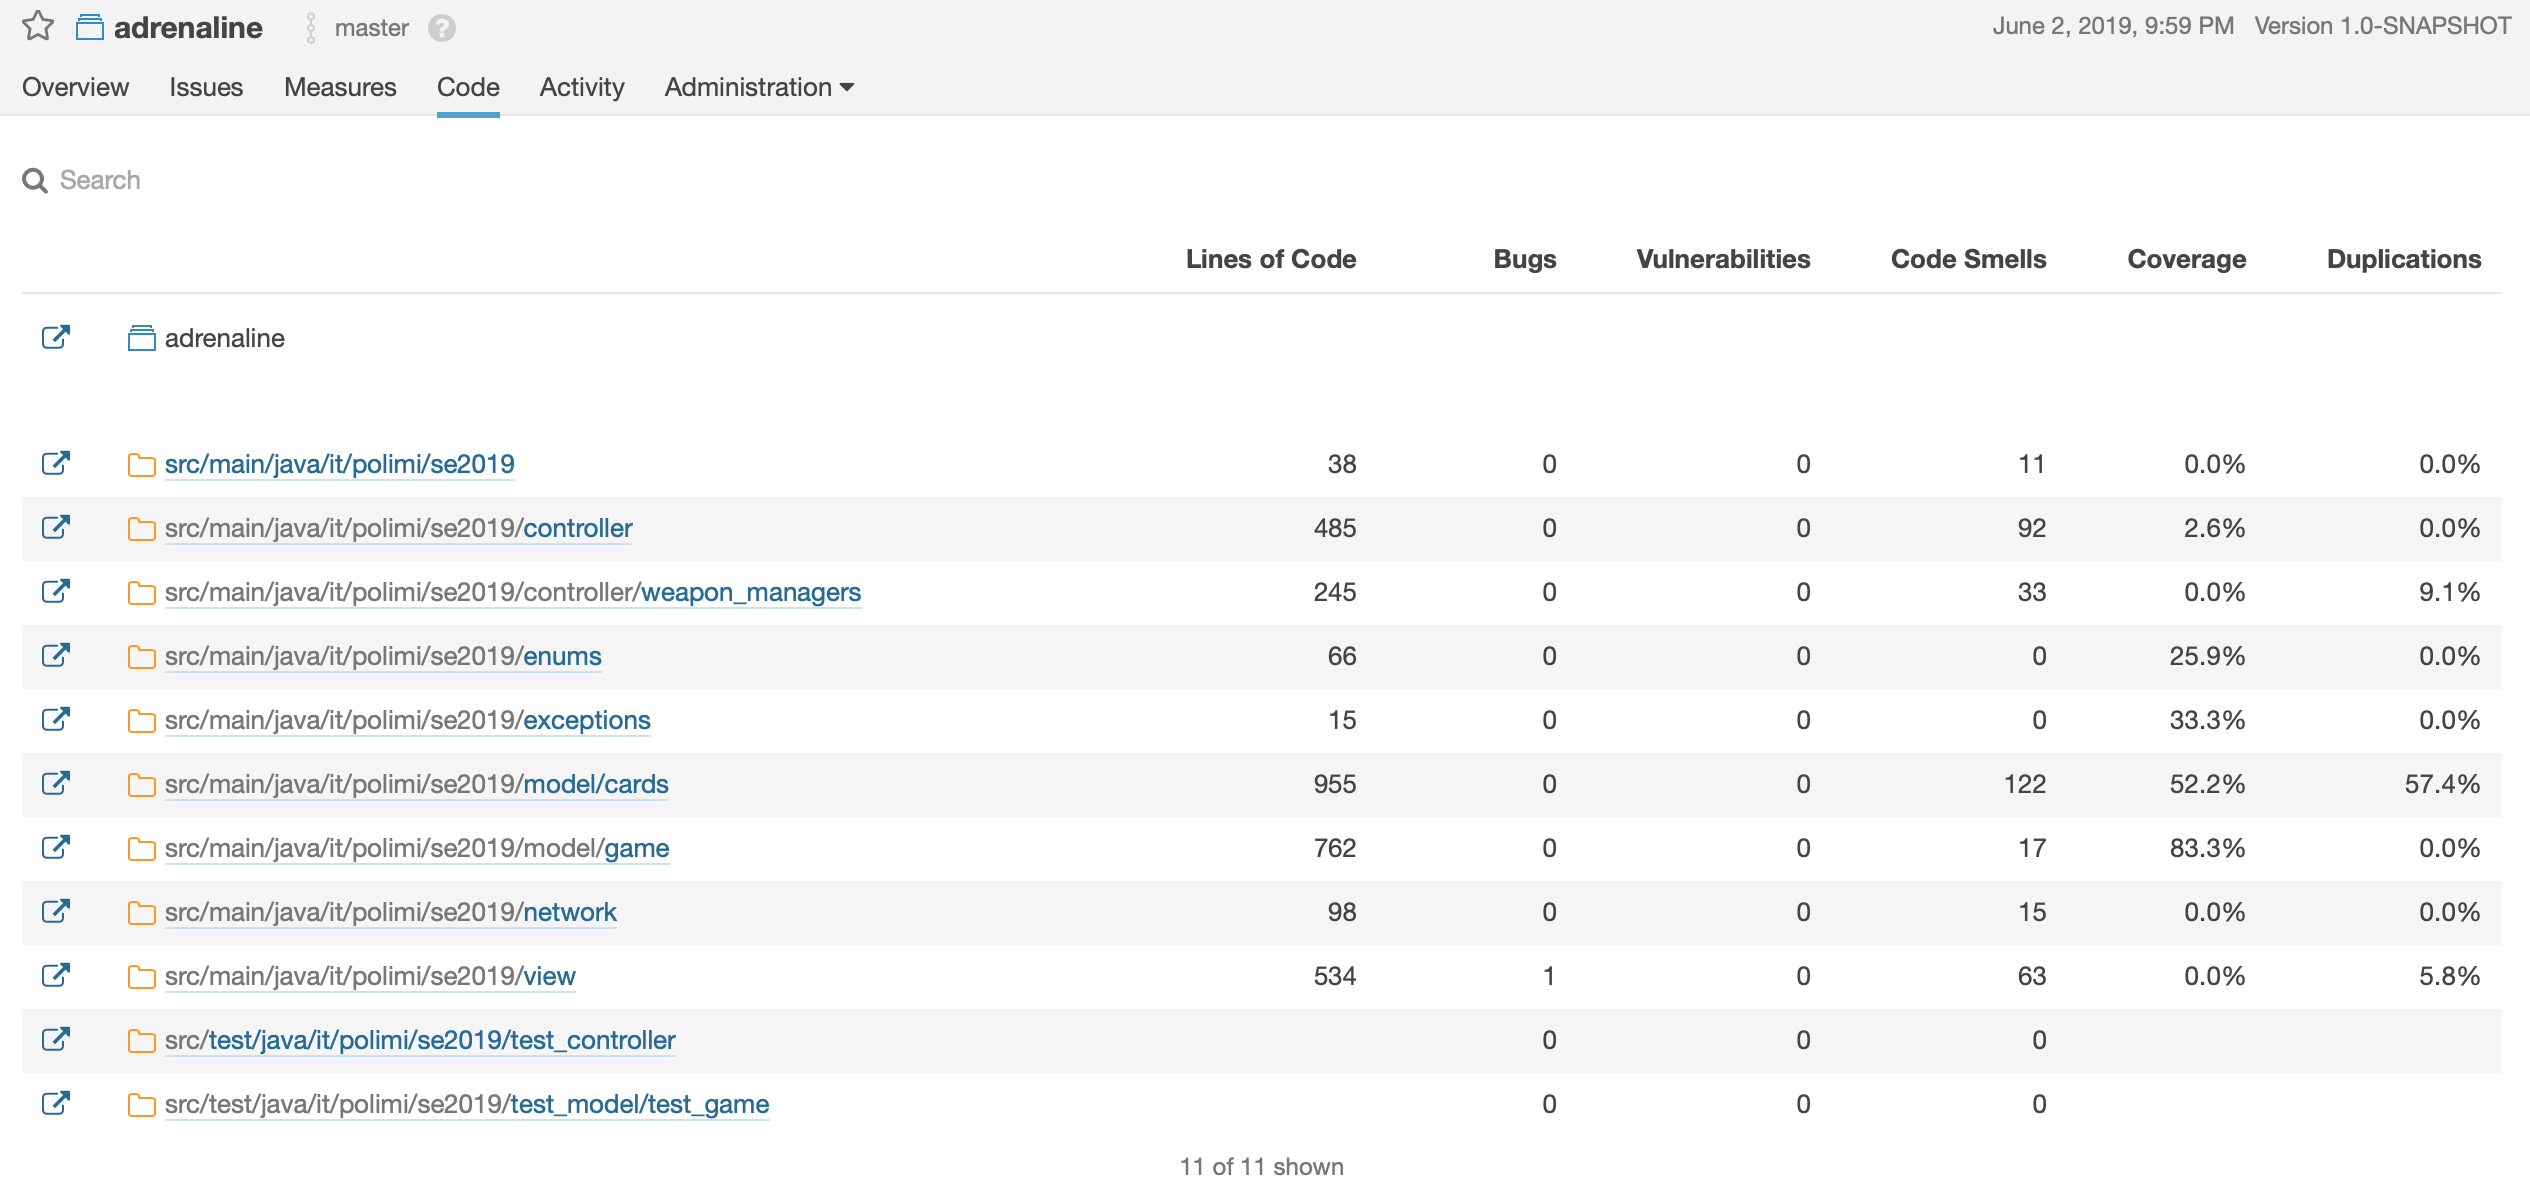 adrenaline master ? June 2, 2019, 9:59 PM Version 1.0-SNAPSHOT
Overview Issues Measures Code Activity Administration
Search
Lines of Code Bugs Vulnerabilities Code Smells Coverage Duplications
adrenaline
src/main/java/it/polimi/se2019 38 0 0 11 0.0% 0.0%
src/main/java/it/polimi/se2019/controller 485 0 0 92 2.6% 0.0%
src/main/java/it/polimi/se2019/controller/weapon_managers 245 0 0 33 0.0% 9.1%
src/main/java/it/polimi/se2019/enums 66 0 0 0 25.9% 0.0%
src/main/java/it/polimi/se2019/exceptions 15 0 0 0 33.3% 0.0%
src/main/java/it/polimi/se2019/model/cards 955 0 0 122 52.2% 57.4%
src/main/java/it/polimi/se2019/model/game 762 0 0 17 83.3% 0.0%
src/main/java/it/polimi/se2019/network 98 0 0 15 0.0% 0.0%
src/main/java/it/polimi/se2019/view 534 1 0 63 0.0% 5.8%
src/test/java/it/polimi/se2019/test_controller 0 0 0
src/test/java/it/polimi/se2019/test_model/test_game 0 0 0
11 of 11 shown